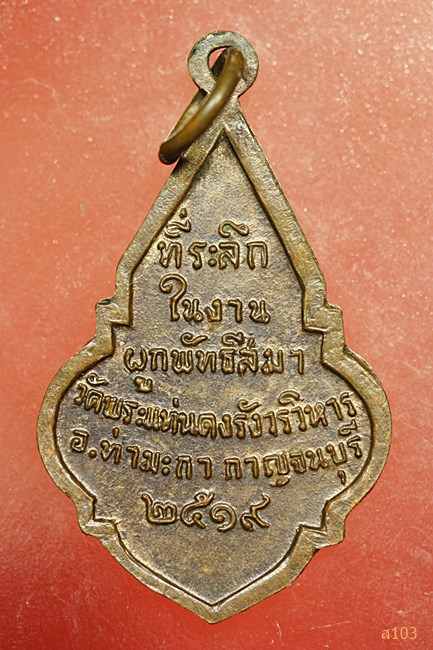 ที่ระลึก
ในงาน
ผูกพัทธีสีมา
วัดพระแท่นดงรังวรวิหาร
อ.ท่ามะกา กาญจนบุรี
๒๕๑๙
ส103